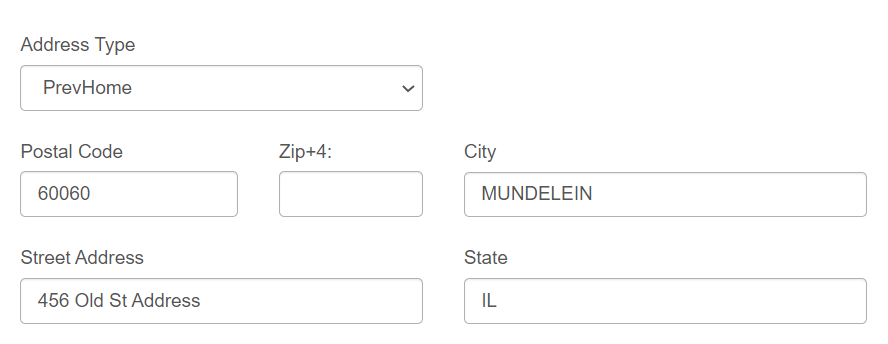 Address Type
PrevHome
Postal Code
Zip+4:
City
60060
MUNDELEIN
Street Address
State
456 Old St Address
IL